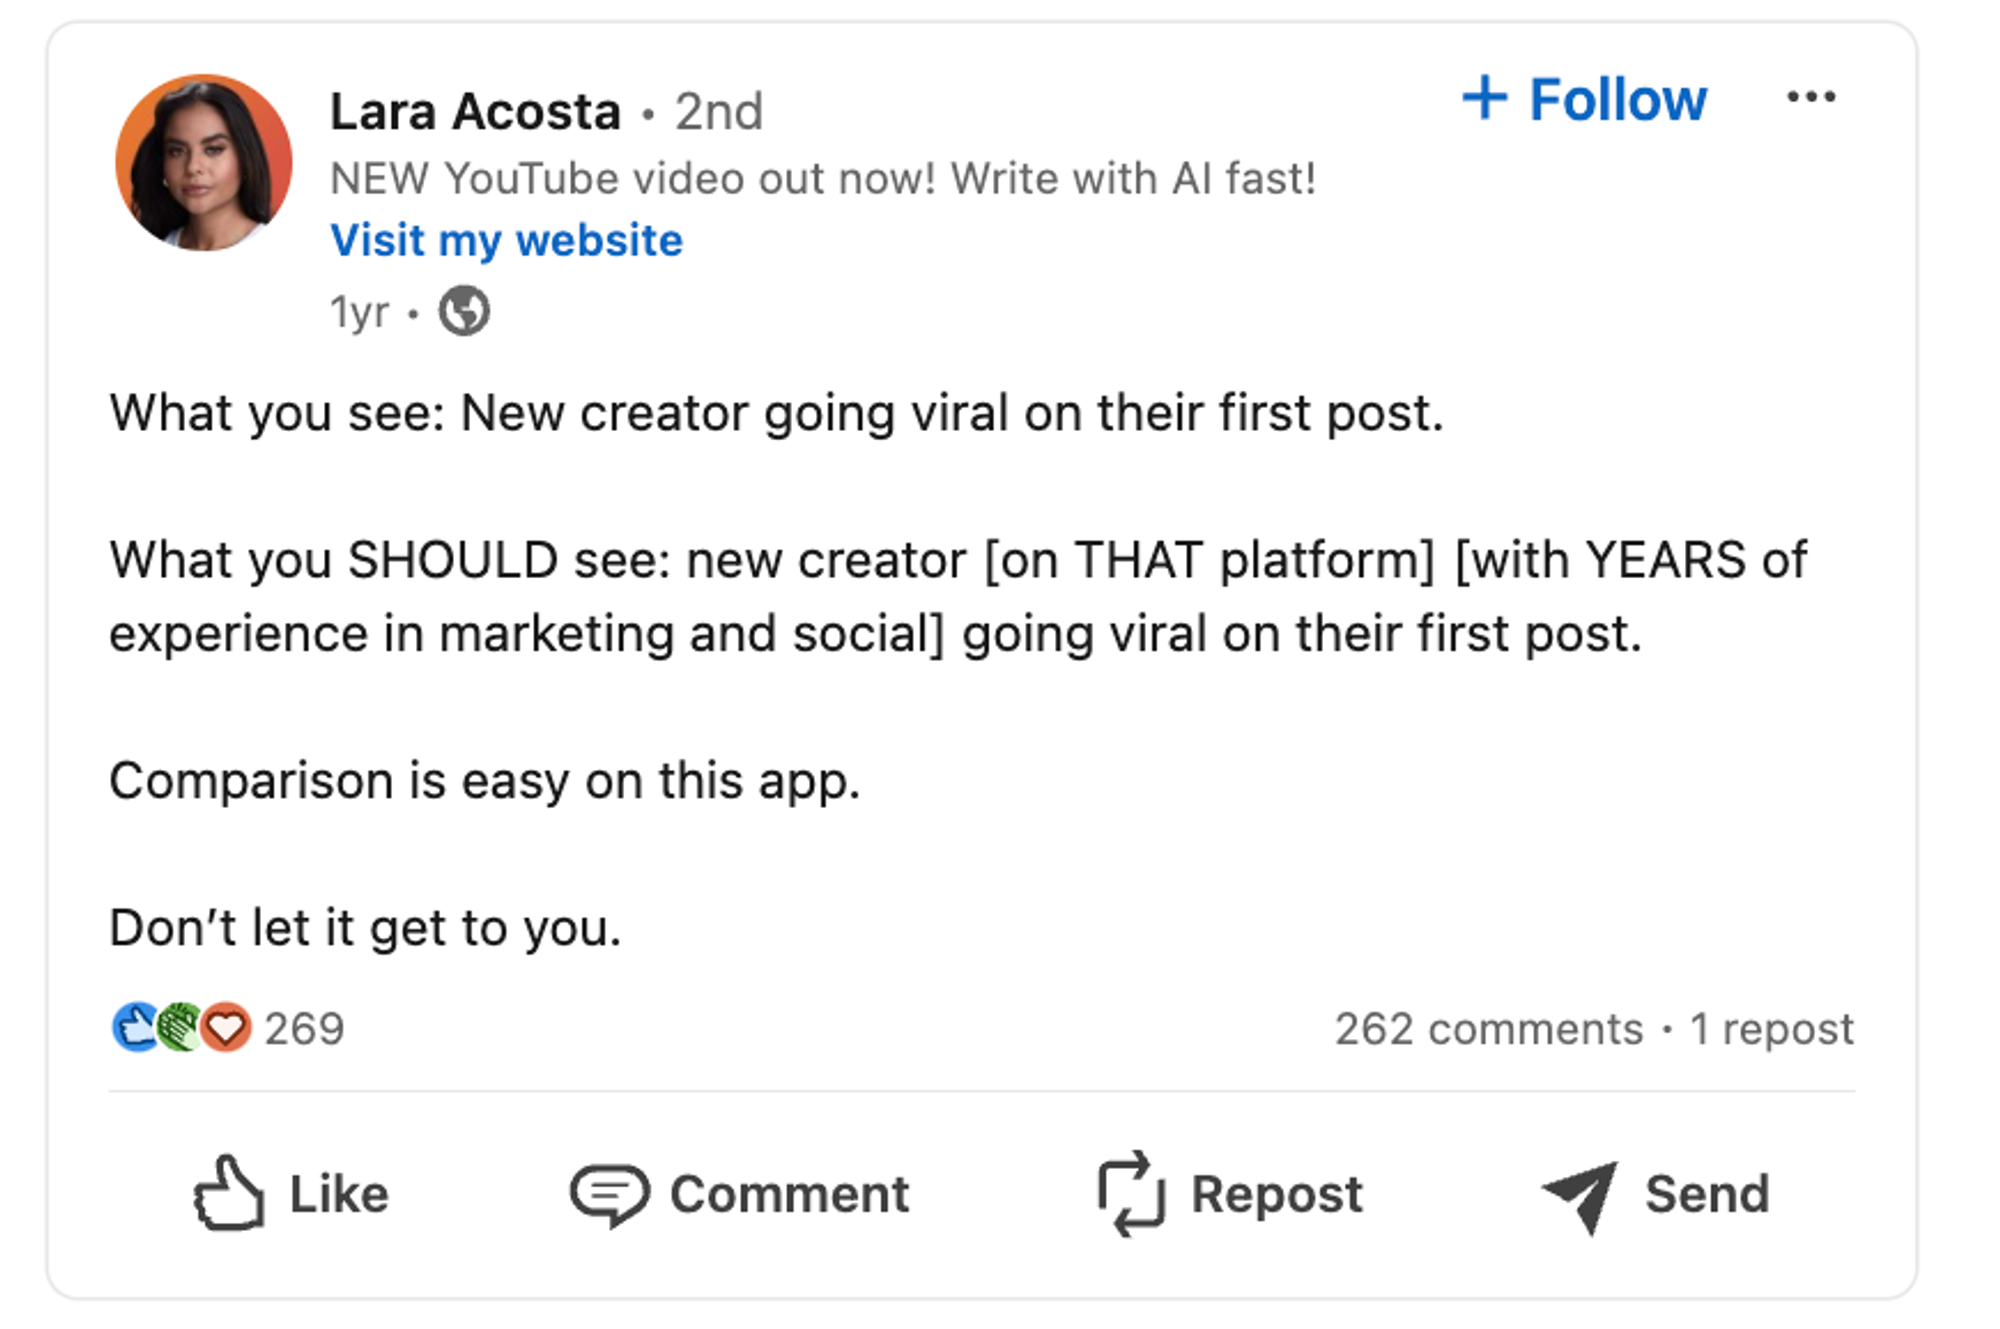 Lara Acosta • 2nd
+ Follow ...
NEW YouTube video out now! Write with AI fast!
Visit my website
1yr •
What you see: New creator going viral on their first post.
What you SHOULD see: new creator [on THAT platform] [with YEARS of
experience in marketing and social] going viral on their first post.
Comparison is easy on this app.
Don’t let it get to you.
269
262 comments • 1 repost
Like
Comment
Repost
Send